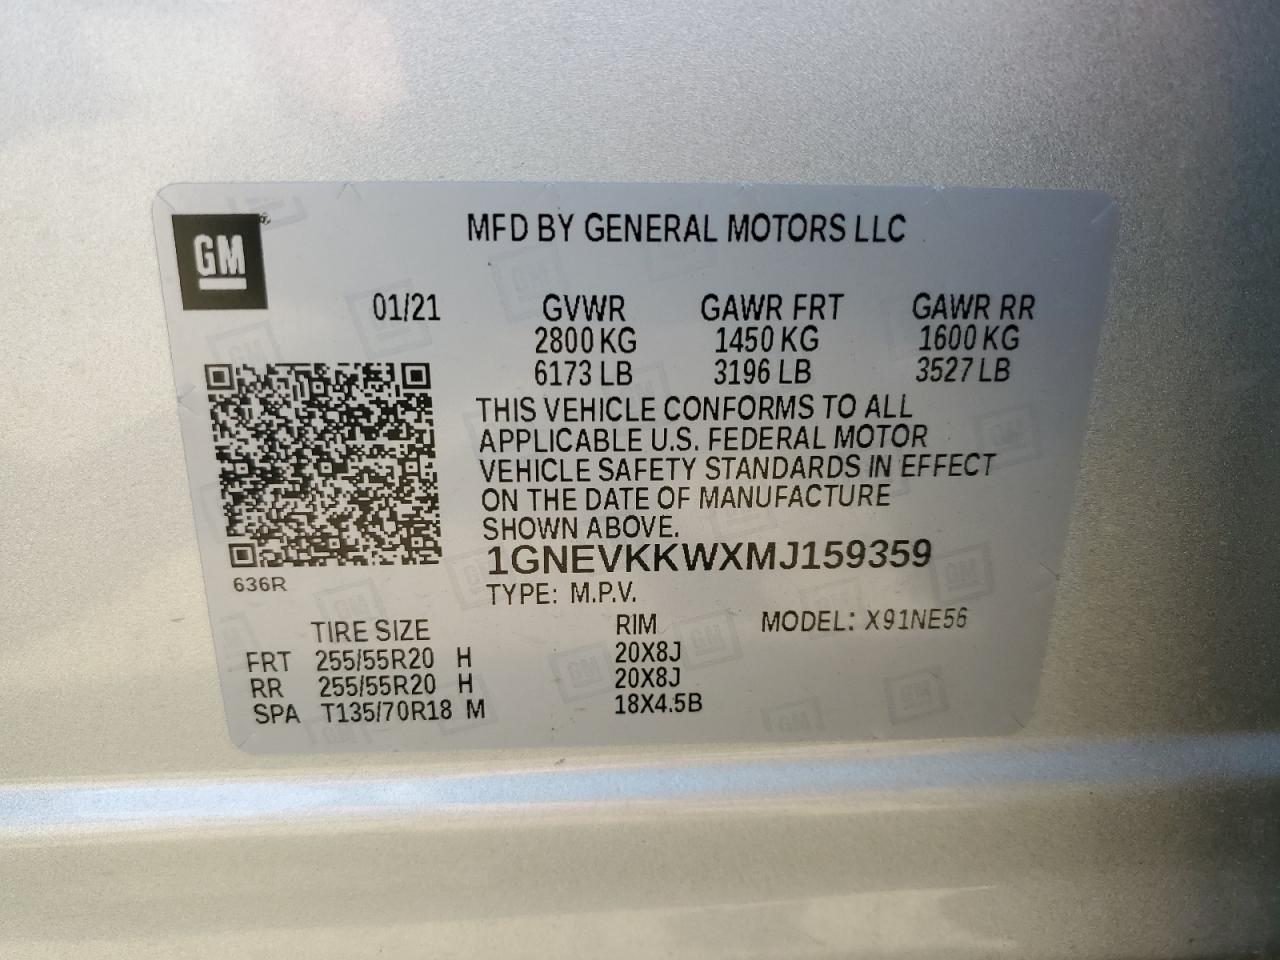 GM
MFD BY GENERAL MOTORS LLC
01/21 GVWR GAWR FRT GAWR RR
2800 KG 1450 KG 1600 KG
6173 LB 3196 LB 3527 LB
THIS VEHICLE CONFORMS TO ALL
APPLICABLE U.S. FEDERAL MOTOR
VEHICLE SAFETY STANDARDS IN EFFECT
ON THE DATE OF MANUFACTURE
SHOWN ABOVE.
1GNEVKKWXMJ159359
636R
TYPE: M.P.V.
TIRE SIZE RIM MODEL: X91NE56
FRT 255/55R20 H 20X8J
RR 255/55R20 H 20X8J
SPA T135/70R18 M 18X4.5B